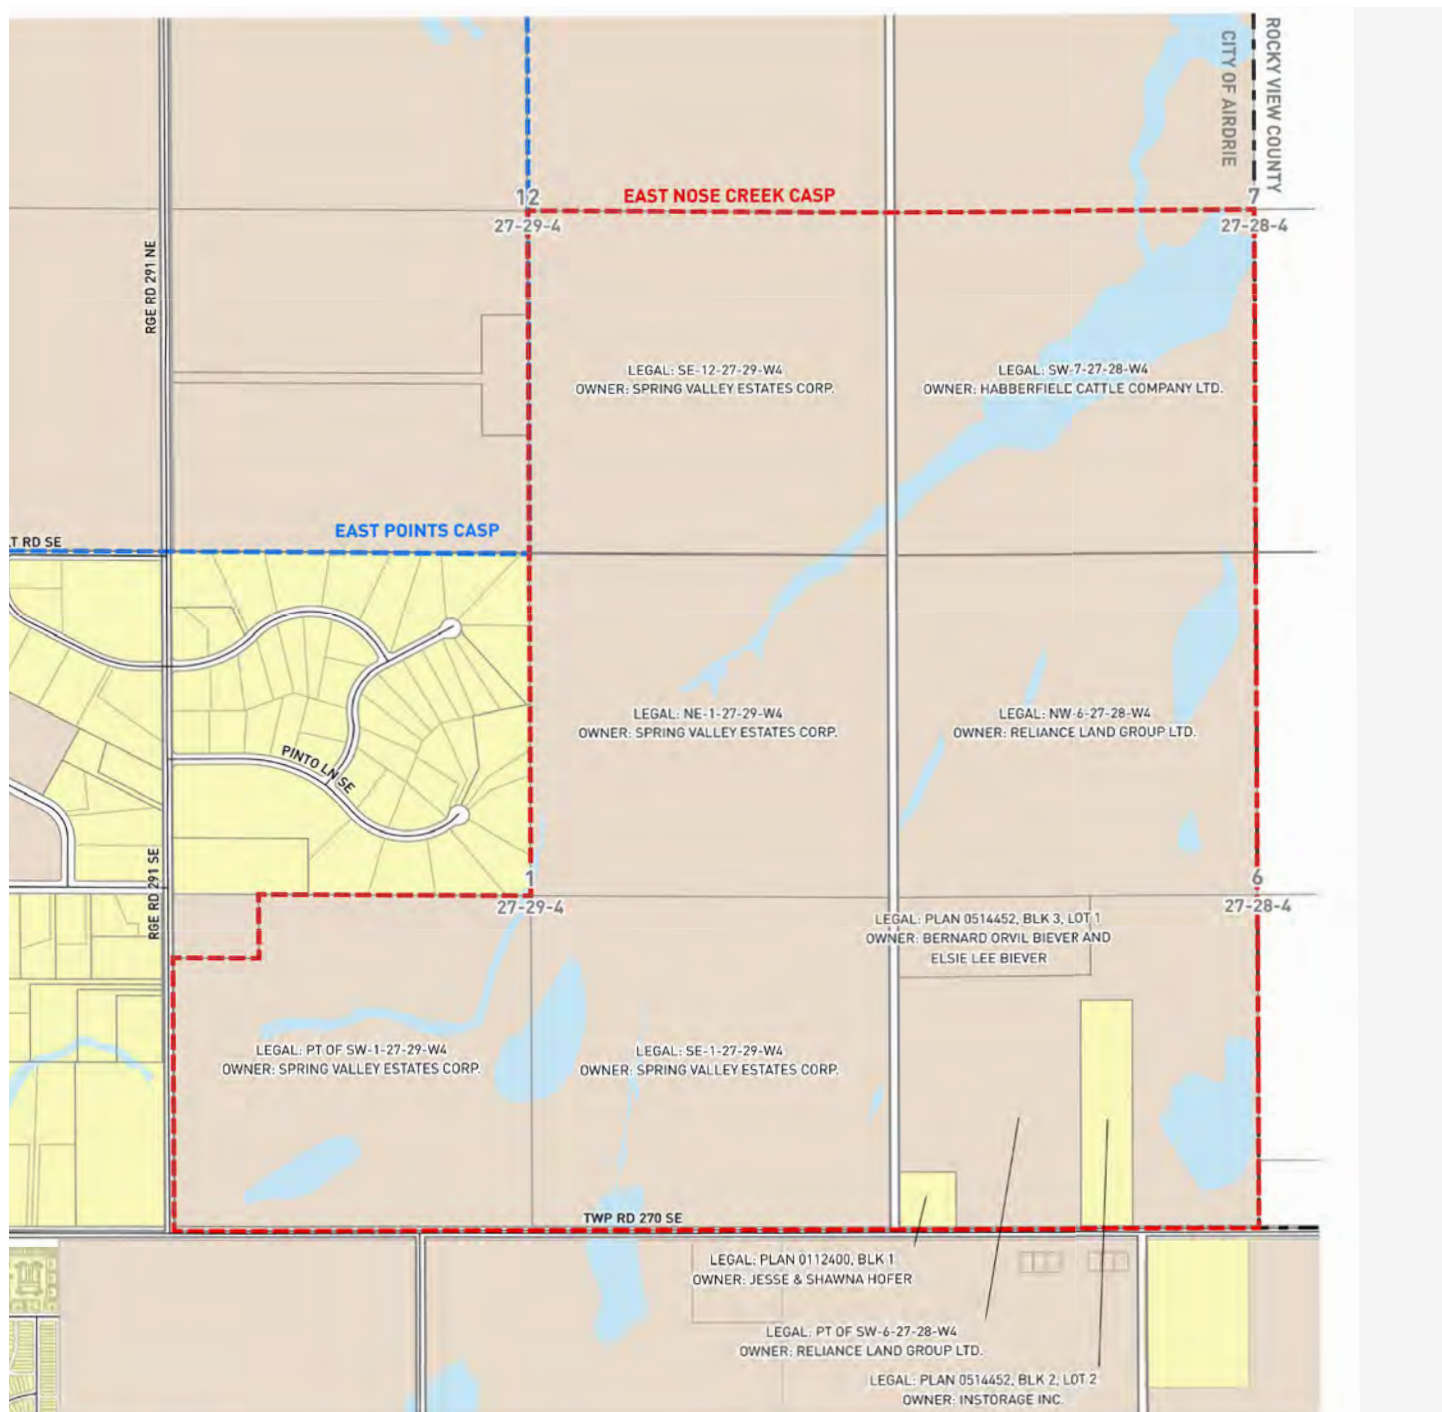 ROCKY VIEW COUNTY
CITY OF AIRDRIE
12
EAST NOSE CREEK CASP
7
27-29-4
27-28-4
RGE RD 291 NE
LEGAL: SE-12-27-29-W4
OWNER: SPRING VALLEY ESTATES CORP.
LEGAL: SW-7-27-28-W4
OWNER: HABBERFIELD CATTLE COMPANY LTD.
EAST POINTS CASP
LT RD SE
LEGAL: NE-1-27-29-W4
OWNER: SPRING VALLEY ESTATES CORP.
LEGAL: NW-6-27-28-W4
OWNER: RELIANCE LAND GROUP LTD.
PINTO LN SE
RGE RD 291 SE
1
27-29-4
6
27-28-4
LEGAL: PLAN 0514452, BLK 3, LOT 1
OWNER: BERNARD ORVIL BIEVER AND
ELSIE LEE BIEVER
LEGAL: PT OF SW-1-27-29-W4
OWNER: SPRING VALLEY ESTATES CORP.
LEGAL: SE-1-27-29-W4
OWNER: SPRING VALLEY ESTATES CORP.
TWP RD 270 SE
LEGAL: PLAN 0112400, BLK 1
OWNER: JESSE & SHAWNA HOFER
LEGAL: PT OF SW-6-27-28-W4
OWNER: RELIANCE LAND GROUP LTD.
LEGAL: PLAN 0514452, BLK 2, LOT 2
OWNER: INSTORAGE INC.